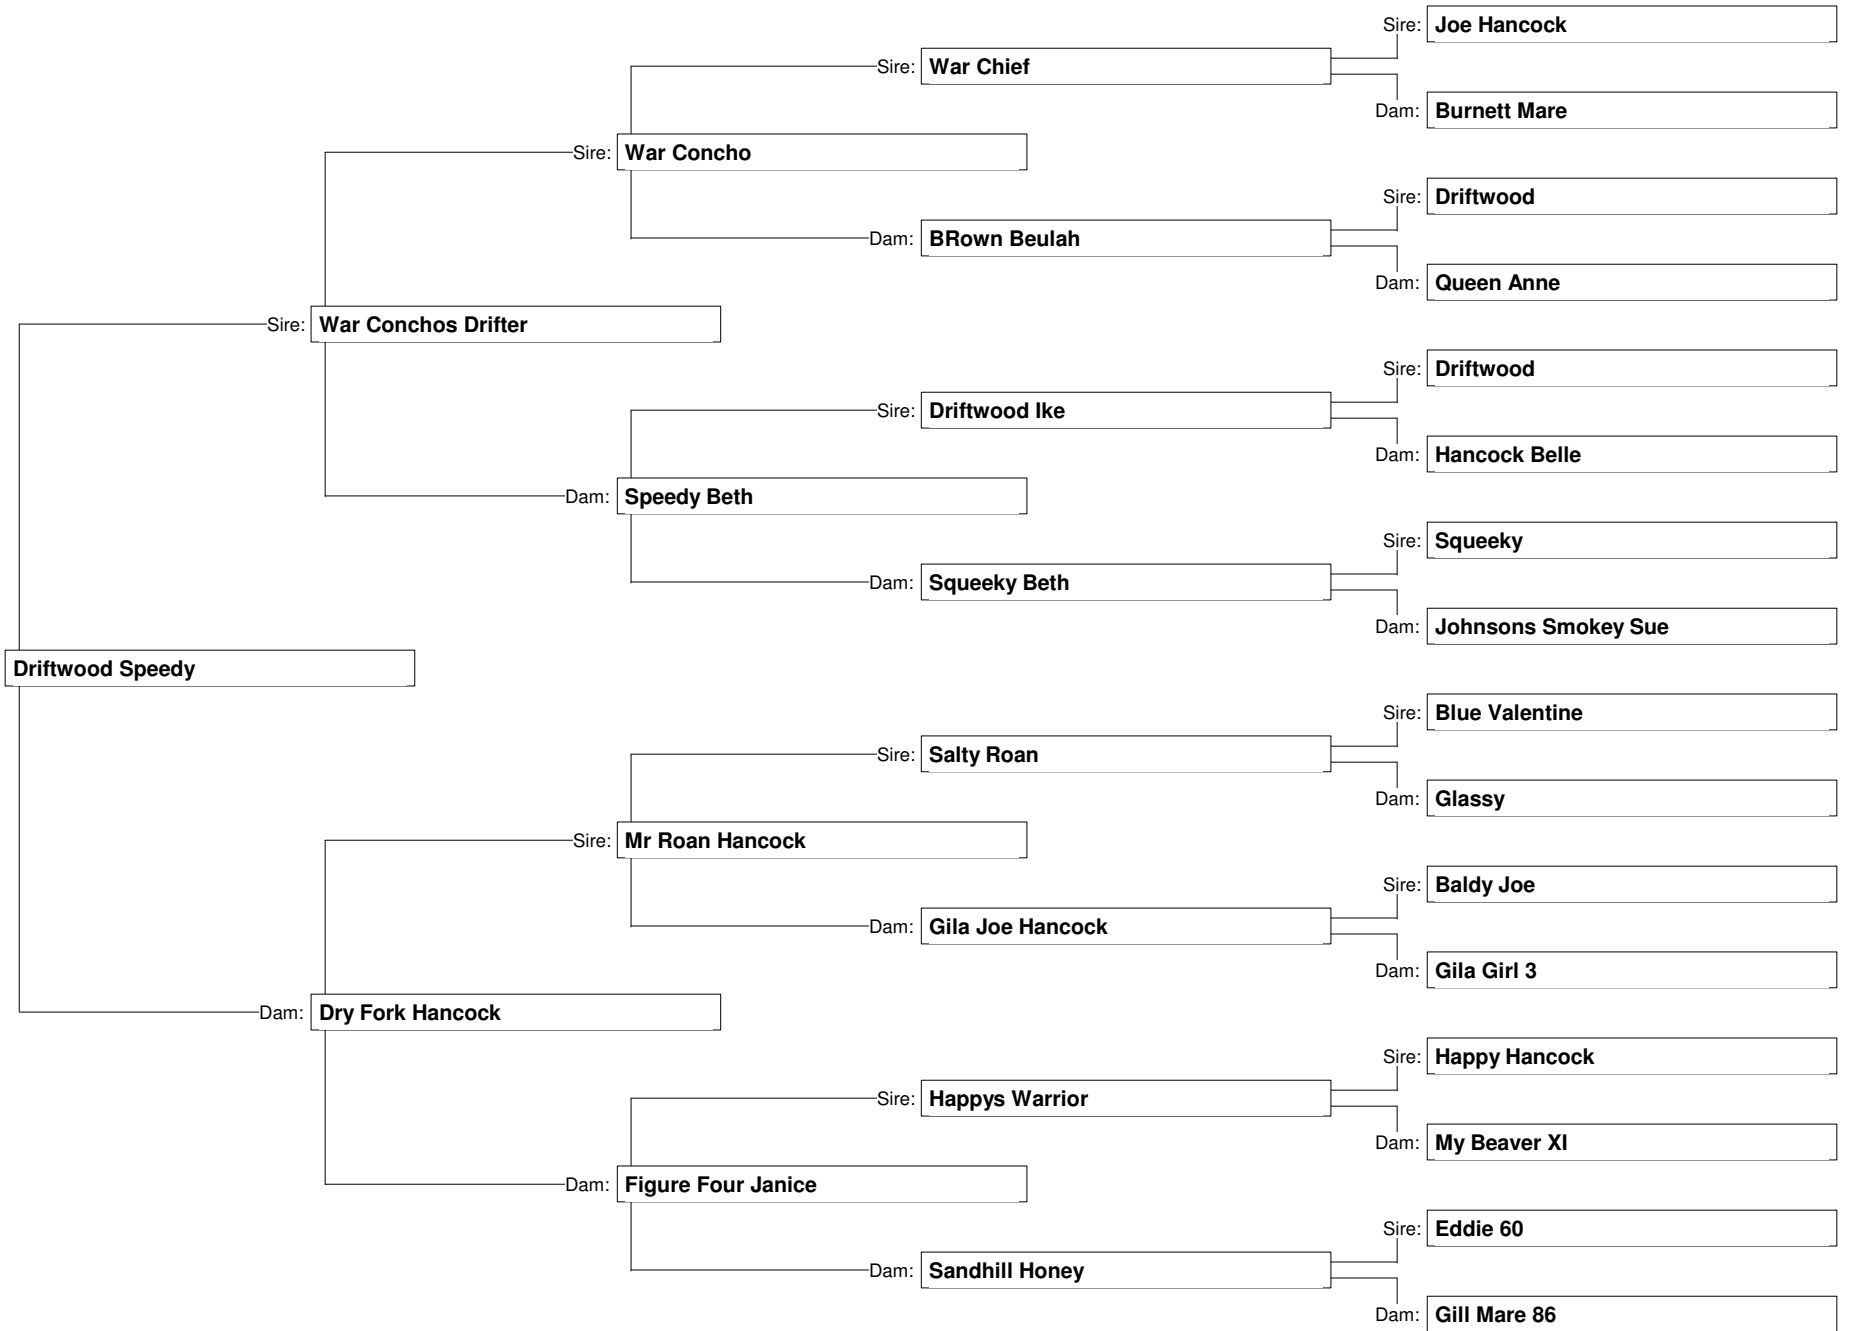 Sire: Joe Hancock
Sire: War Chief
Dam: Burnett Mare
Sire: War Concho
Sire: Driftwood
Dam: BRown Beulah
Dam: Queen Anne
Sire: War Conchos Drifter
Sire: Driftwood
Sire: Driftwood Ike
Dam: Hancock Belle
Dam: Speedy Beth
Sire: Squeeky
Dam: Squeeky Beth
Dam: Johnsons Smokey Sue
Driftwood Speedy
Sire: Blue Valentine
Sire: Salty Roan
Dam: Glassy
Sire: Mr Roan Hancock
Sire: Baldy Joe
Dam: Gila Joe Hancock
Dam: Gila Girl 3
Dam: Dry Fork Hancock
Sire: Happy Hancock
Sire: Happys Warrior
Dam: My Beaver XI
Dam: Figure Four Janice
Sire: Eddie 60
Dam: Sandhill Honey
Dam: Gill Mare 86